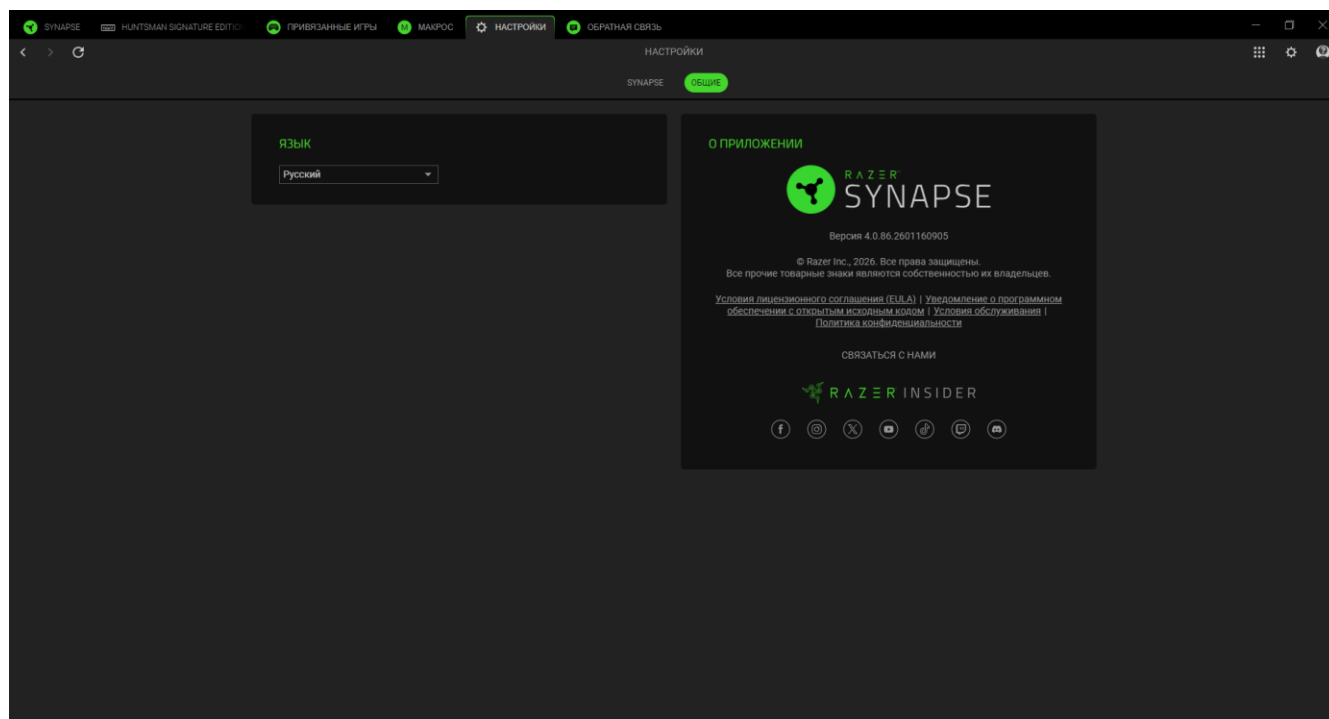 SYNAPSE
HUNTSMAN SIGNATURE EDITIO
ПРИВЯЗАННЫЕ ИГРЫ
M МАКРОС
НАСТРОЙКИ
ОБРАТНАЯ СВЯЗЬ
НАСТРОЙКИ
SYNAPSE
ОБЩИЕ
ЯЗЫК
Русский
О ПРИЛОЖЕНИИ
RAZER
SYNAPSE
Версия 4.0.86.2601160905
© Razer Inc., 2026. Все права защищены.
Все прочие товарные знаки являются собственностью их владельцев.
Условия лицензионного соглашения (EULA) | Уведомление о программном
обеспечении с открытым исходным кодом | Условия обслуживания |
Политика конфиденциальности
СВЯЗАТЬСЯ С НАМИ
RAZER INSIDER